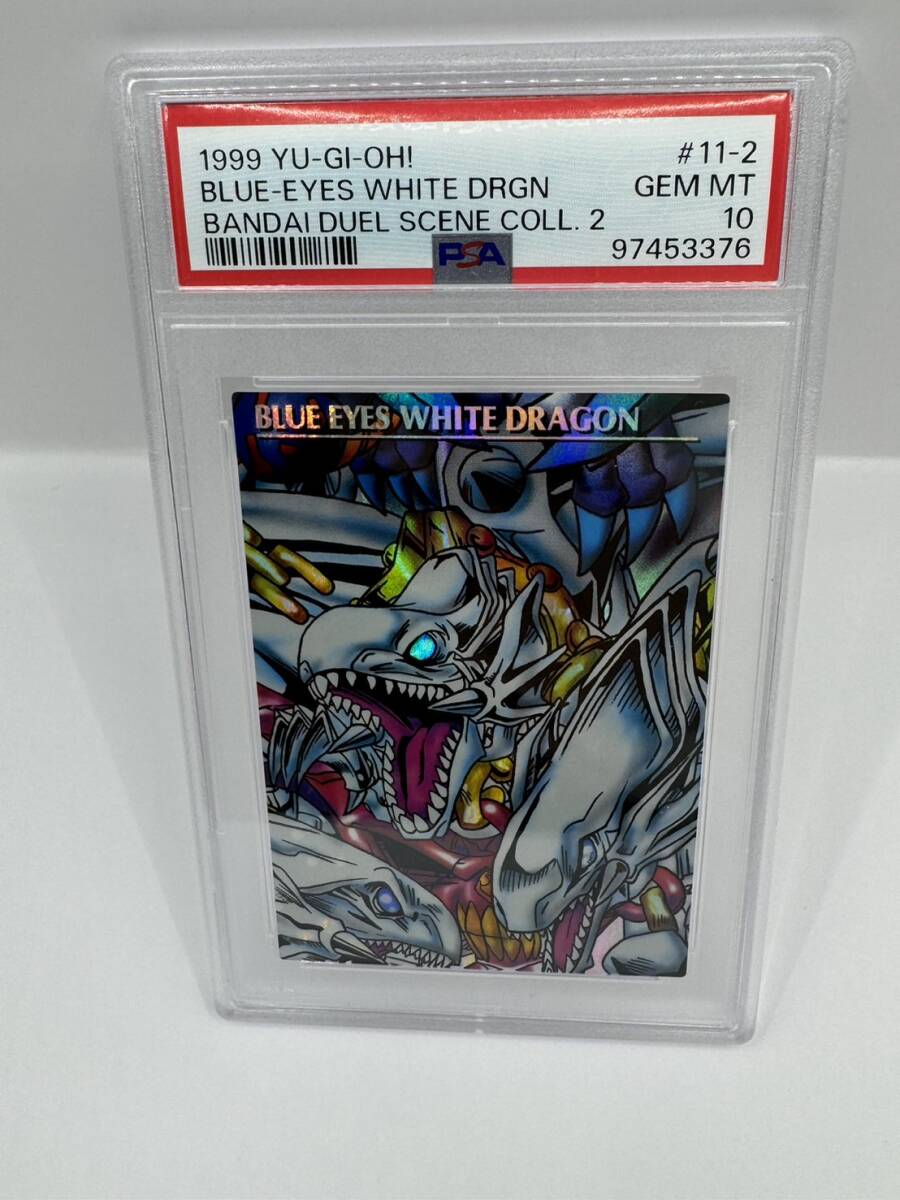 1999 YU-GI-OH! #11-2
BLUE-EYES WHITE DRGN GEM MT
BANDAI DUEL SCENE COLL. 2 10
PSA 97453376
BLUE EYES WHITE DRAGON